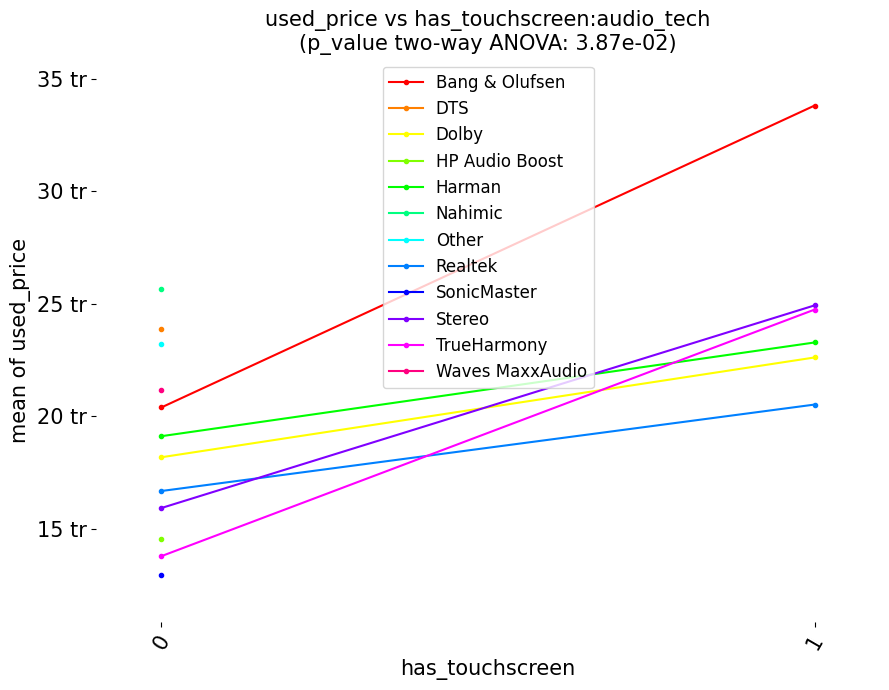 used_price vs has_touchscreen:audio_tech
(p_value two-way ANOVA: 3.87e-02)
35 tr
30 tr
25 tr
20 tr
15 tr
mean of used_price
Bang & Olufsen
DTS
Dolby
HP Audio Boost
Harman
Nahimic
Other
Realtek
SonicMaster
Stereo
TrueHarmony
Waves MaxxAudio
0
1
has_touchscreen